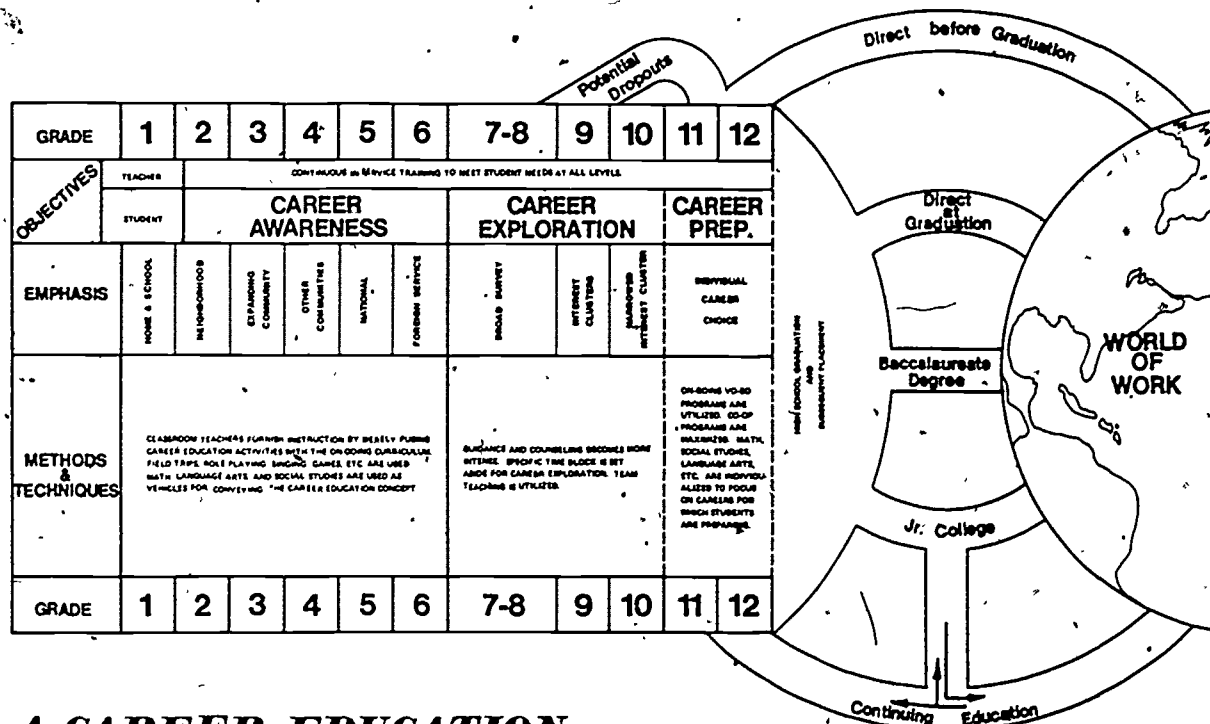 Direct before Graduation
Potential
Dropouts
GRADE 1 2 3 4 5 6 7-8 9 10 11 12
OBJECTIVES
TEACHER
CONTINUOUS IN SERVICE TRAINING TO MEET STUDENT NEEDS AT ALL LEVELS
STUDENT
CAREER
AWARENESS
CAREER
EXPLORATION
CAREER
PREP.
EMPHASIS
HOME & SCHOOL
NEIGHBORHOOD
EXPANDING
COMMUNITY
OTHER
COMMUNITIES
NATIONAL
FOREIGN SERVICE
BROAD SURVEY
INTEREST
CLUSTERS
NARROWED
INTEREST CLUSTER
INDIVIDUAL
CAREER
CHOICE
METHODS
&
TECHNIQUES
CLASSROOM TEACHERS FURNISH INSTRUCTION BY MERELY FUSING
CAREER EDUCATION ACTIVITIES WITH THE ON GOING CURRICULUM
FIELD TRIPS, ROLE PLAYING, SINGING, GAMES, ETC. ARE USED
MATH, LANGUAGE ARTS, AND SOCIAL STUDIES ARE USED AS
VEHICLES FOR CONVEYING THE CAREER EDUCATION CONCEPT
GUIDANCE AND COUNSELING BECOMES MORE
INTENSE. SPECIFIC TIME BLOCK IS SET
ASIDE FOR CAREER EXPLORATION. TEAM
TEACHING IS UTILIZED.
ON-GOING VO-ED
PROGRAMS ARE
UTILIZED. CO-OP
PROGRAMS ARE
MAXIMIZED. MATH,
SOCIAL STUDIES,
LANGUAGE ARTS,
ETC. ARE INDIVIDU-
ALIZED TO FOCUS
ON CAREERS FOR
WHICH STUDENTS
ARE PREPARING.
GRADE 1 2 3 4 5 6 7-8 9 10 11 12
HIGH SCHOOL GRADUATION
AND
SUBSEQUENT PLACEMENT
Direct
at
Graduation
Baccalaureate
Degree
WORLD
OF
WORK
Jr. College
Continuing Education
A CAREER EDUCATION